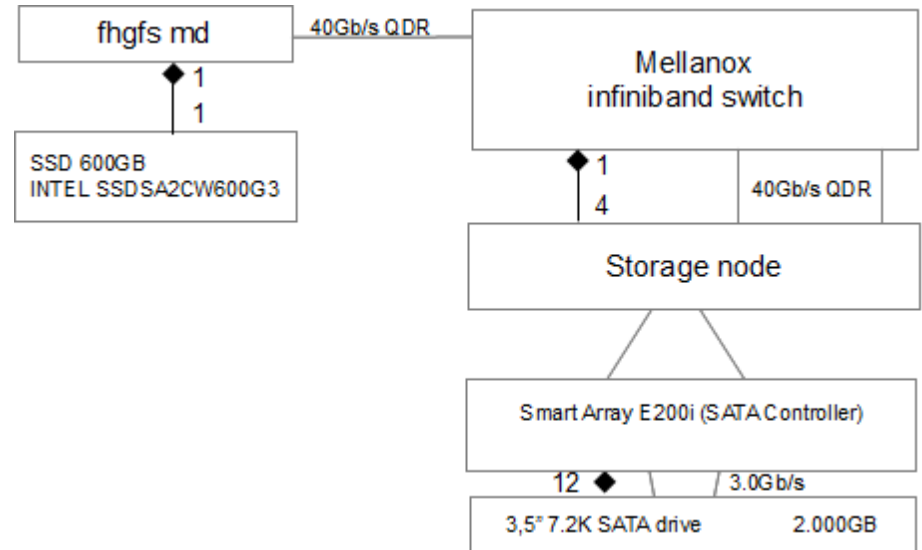 fhgfs md
40Gb/s QDR
Mellanox
infiniband switch
1
1
SSD 600GB
INTEL SSDSA2CW600G3
1
4
40Gb/s QDR
Storage node
Smart Array E200i (SATA Controller)
12
3.0Gb/s
3,5" 7.2K SATA drive 2.000GB